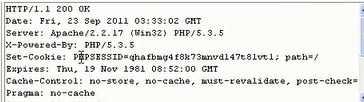 HTTP/1.1 200 OK
Date: Fri, 23 Sep 2011 03:33:02 GMT
Server: Apache/2.2.17 (Win32) PHP/5.3.5
X-Powered-By: PHP/5.3.5
Set-Cookie: PHPSESSID=qhafbmg4f8k73mnvdl47t8lvt1; path=/
Expires: Thu, 19 Nov 1981 08:52:00 GMT
Cache-Control: no-store, no-cache, must-revalidate, post-check=
Pragma: no-cache